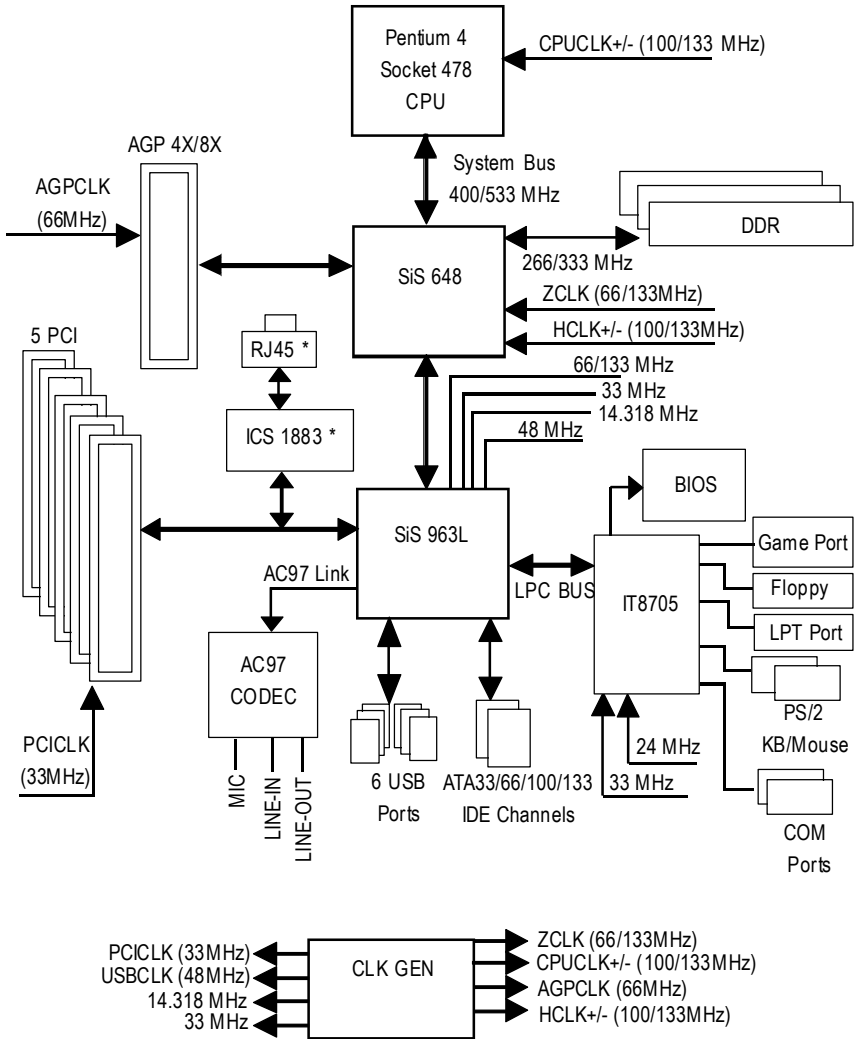 Pentium 4
Socket 478
CPU
CPUCLK+/- (100/133 MHz)
AGP 4X/8X
System Bus
400/533 MHz
AGPCLK
(66MHz)
DDR
SiS 648
266/333 MHz
ZCLK (66/133MHz)
HCLK+/- (100/133MHz)
5 PCI
RJ45 *
66/133 MHz
33 MHz
14.318 MHz
48 MHz
ICS 1883 *
BIOS
SiS 963L
Game Port
AC97 Link
LPC BUS
IT8705
Floppy
LPT Port
AC97
CODEC
PS/2
KB/Mouse
PCICLK
(33MHz)
24 MHz
33 MHz
MIC
LINE-IN
LINE-OUT
6 USB
Ports
ATA33/66/100/133
IDE Channels
COM
Ports
PCICLK (33MHz)
USBCLK (48MHz)
14.318 MHz
33 MHz
CLK GEN
ZCLK (66/133MHz)
CPUCLK+/- (100/133MHz)
AGPCLK (66MHz)
HCLK+/- (100/133MHz)